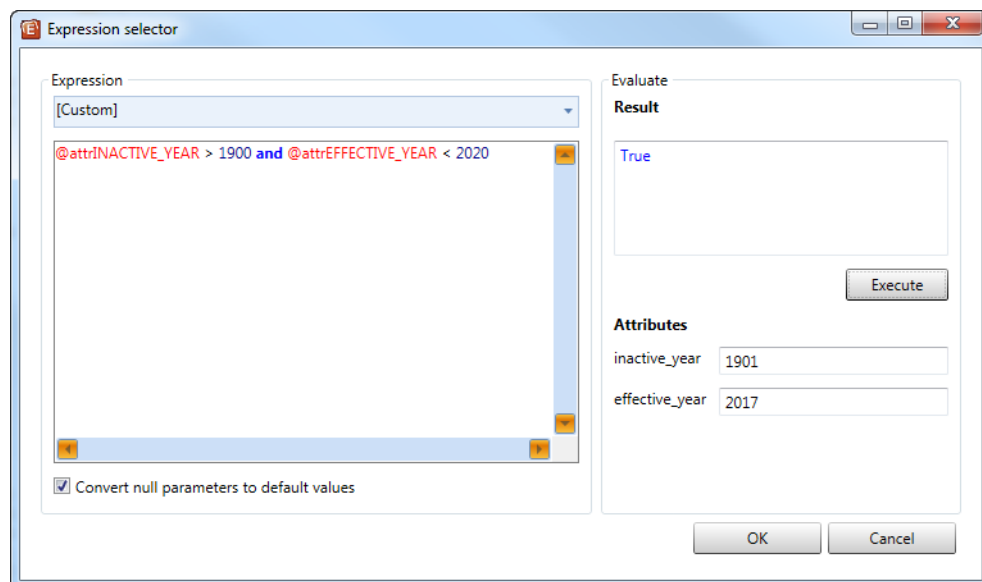 Expression selector
Expression
[Custom]
@attrINACTIVE_YEAR > 1900 and @attrEFFECTIVE_YEAR < 2020
Convert null parameters to default values
Evaluate
Result
True
Execute
Attributes
inactive_year 1901
effective_year 2017
OK Cancel